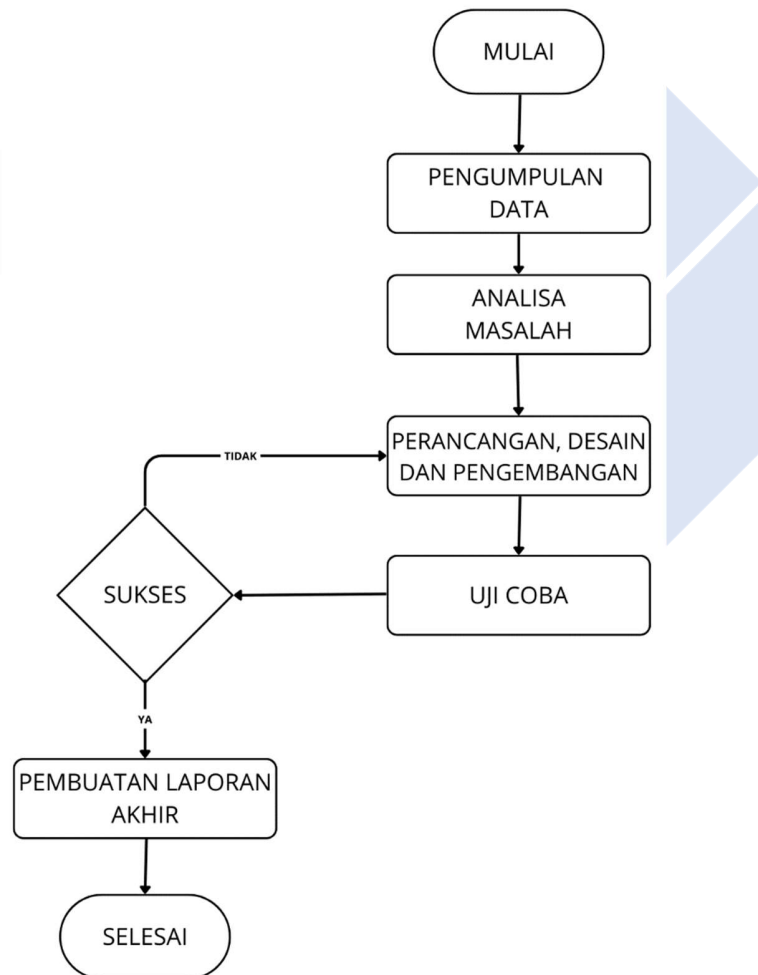 MULAI
PENGUMPULAN
DATA
ANALISA
MASALAH
PERANCANGAN, DESAIN
DAN PENGEMBANGAN
TIDAK
UJI COBA
SUKSES
YA
PEMBUATAN LAPORAN
AKHIR
SELESAI